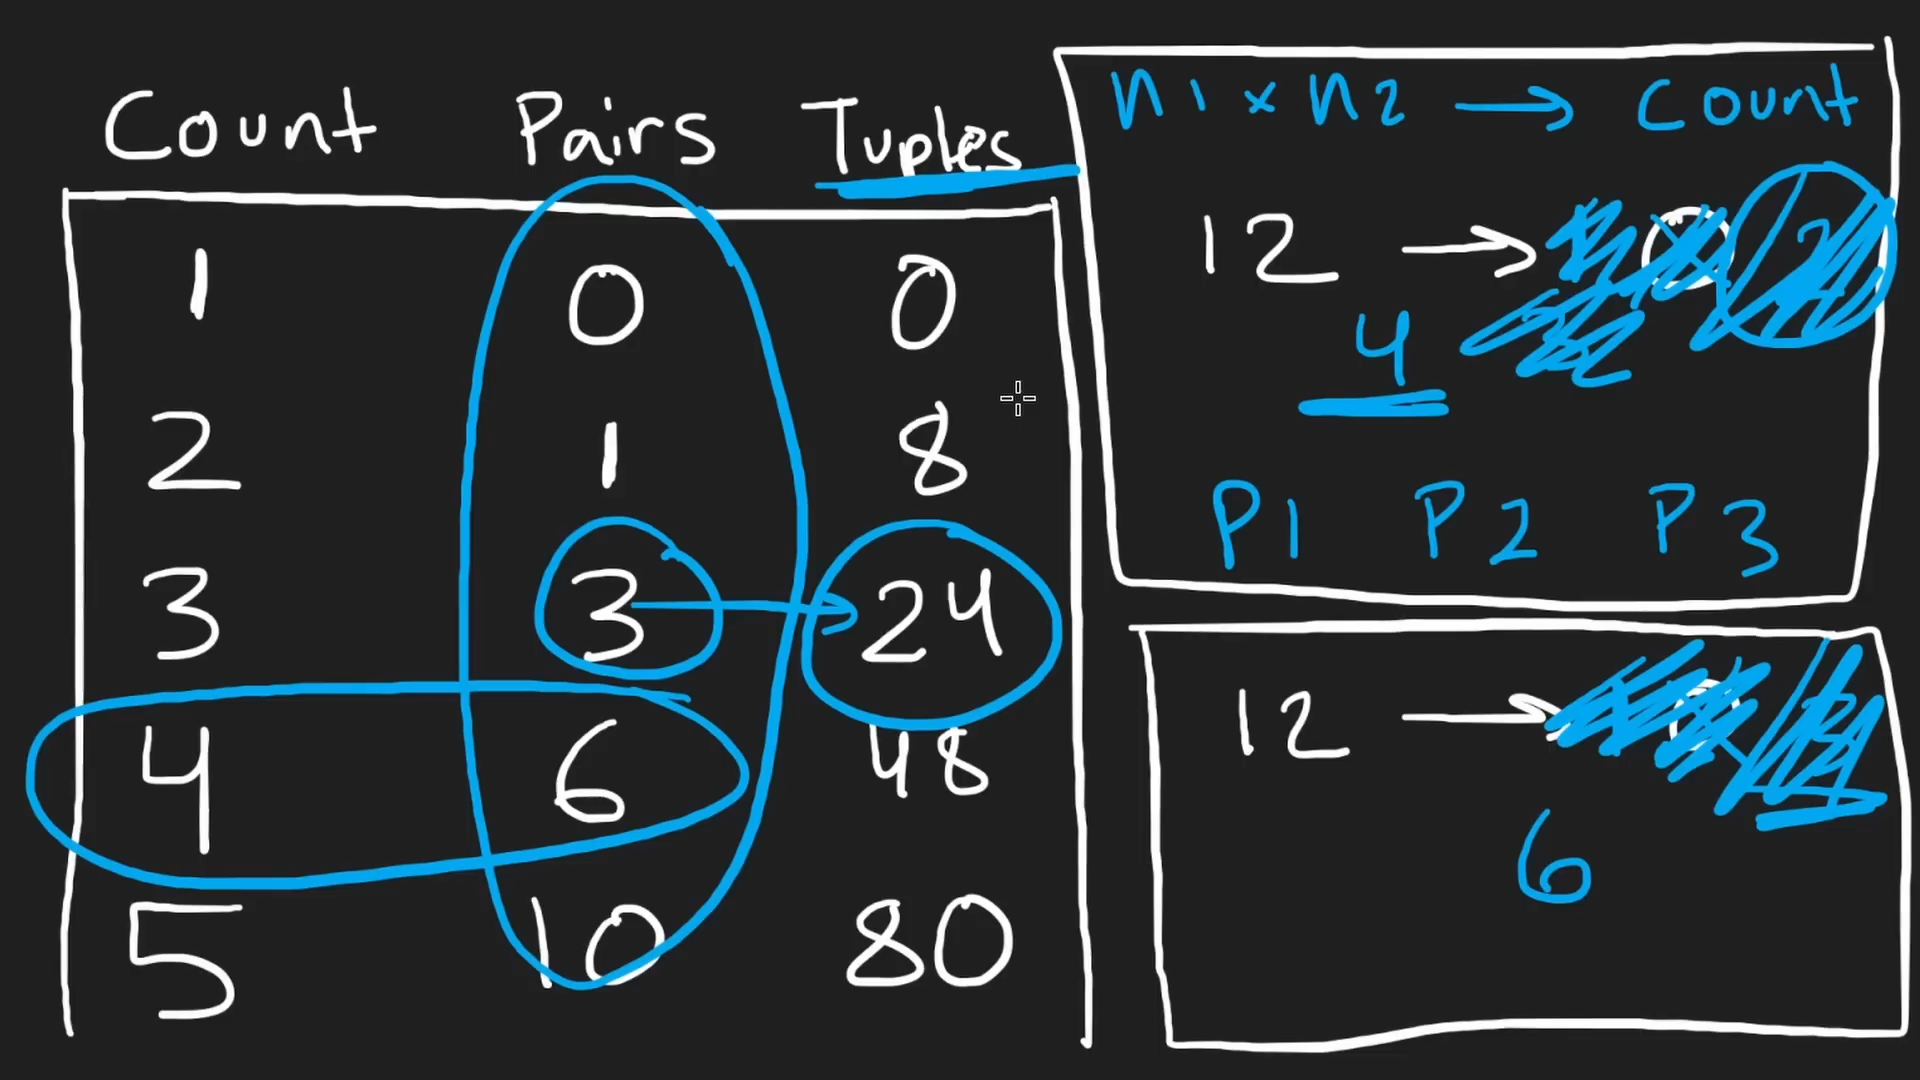 Count Pairs Tuples
1 0 0
2 1 8
3 3 24
4 6 48
5 10 80
n1 x n2 → Count
12 →
4
P1 P2 P3
12 →
6